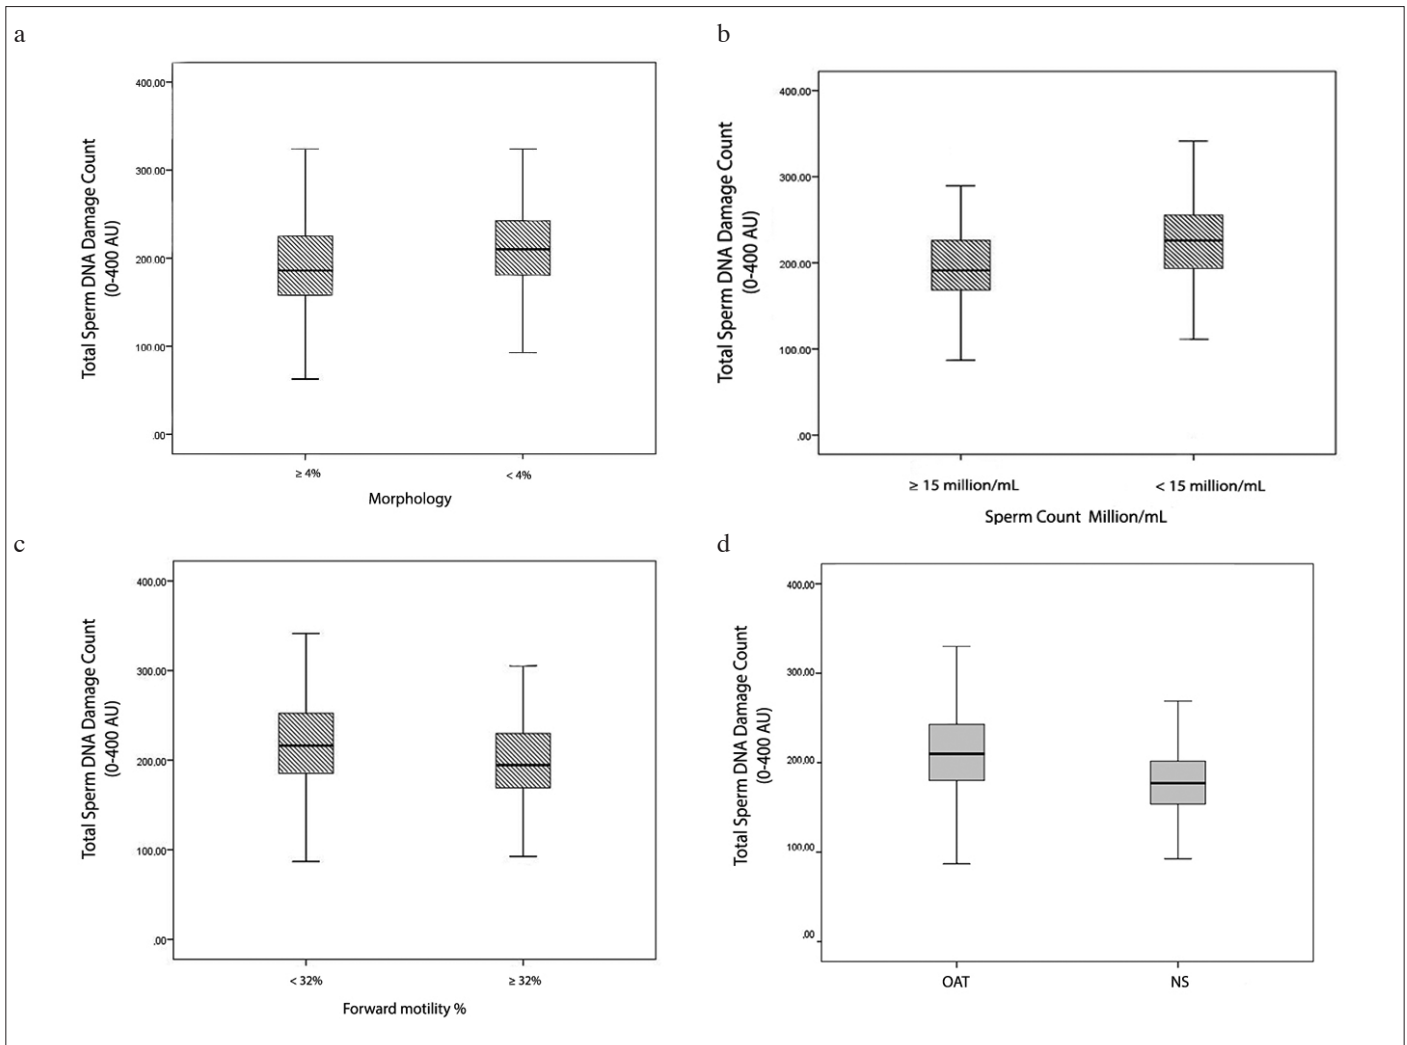 a
Total Sperm DNA Damage Count
(0-400 AU)
400.00
300.00
200.00
100.00
.00
≥ 4%
< 4%
Morphology
b
Total Sperm DNA Damage Count
(0-400 AU)
400.00
300.00
200.00
100.00
.00
≥ 15 million/mL
< 15 million/mL
Sperm Count Million/mL
c
Total Sperm DNA Damage Count
(0-400 AU)
400,00
300,00
200,00
100,00
,00
< 32%
≥ 32%
Forward motility %
d
Total Sperm DNA Damage Count
(0-400 AU)
400,00
300,00
200,00
100,00
,00
OAT
NS